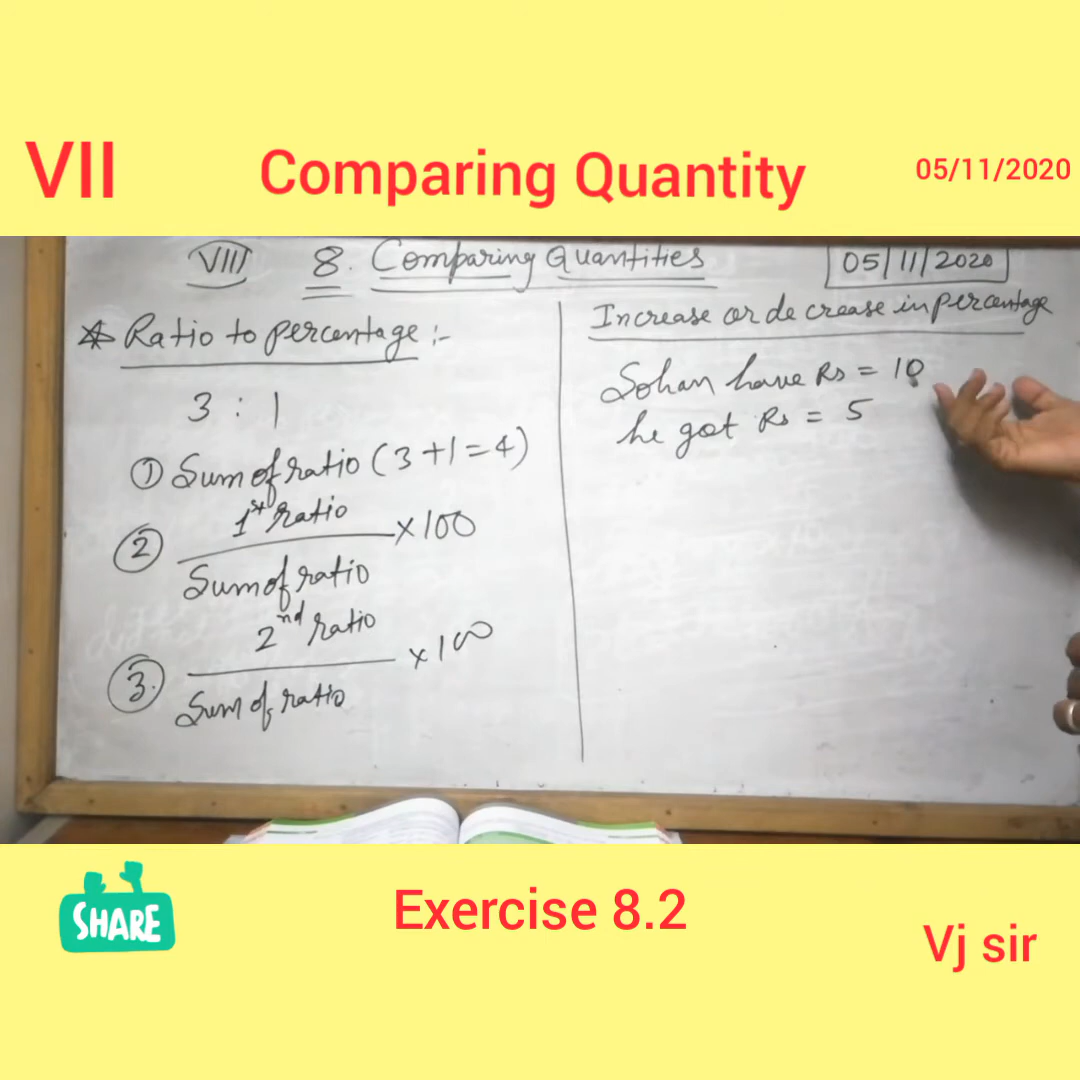 VII
Comparing Quantity
05/11/2020
VIII 8. Comparing Quantities 05/11/2020
☆ Ratio to percentage :-
3 : 1
① Sum of ratio (3+1=4)
② 1st ratio
Sum of ratio ×100
③. 2nd ratio
Sum of ratio ×100
Increase or de crease in percentage
Sohan have Rs = 10
he got Rs = 5
SHARE
Exercise 8.2
Vj sir